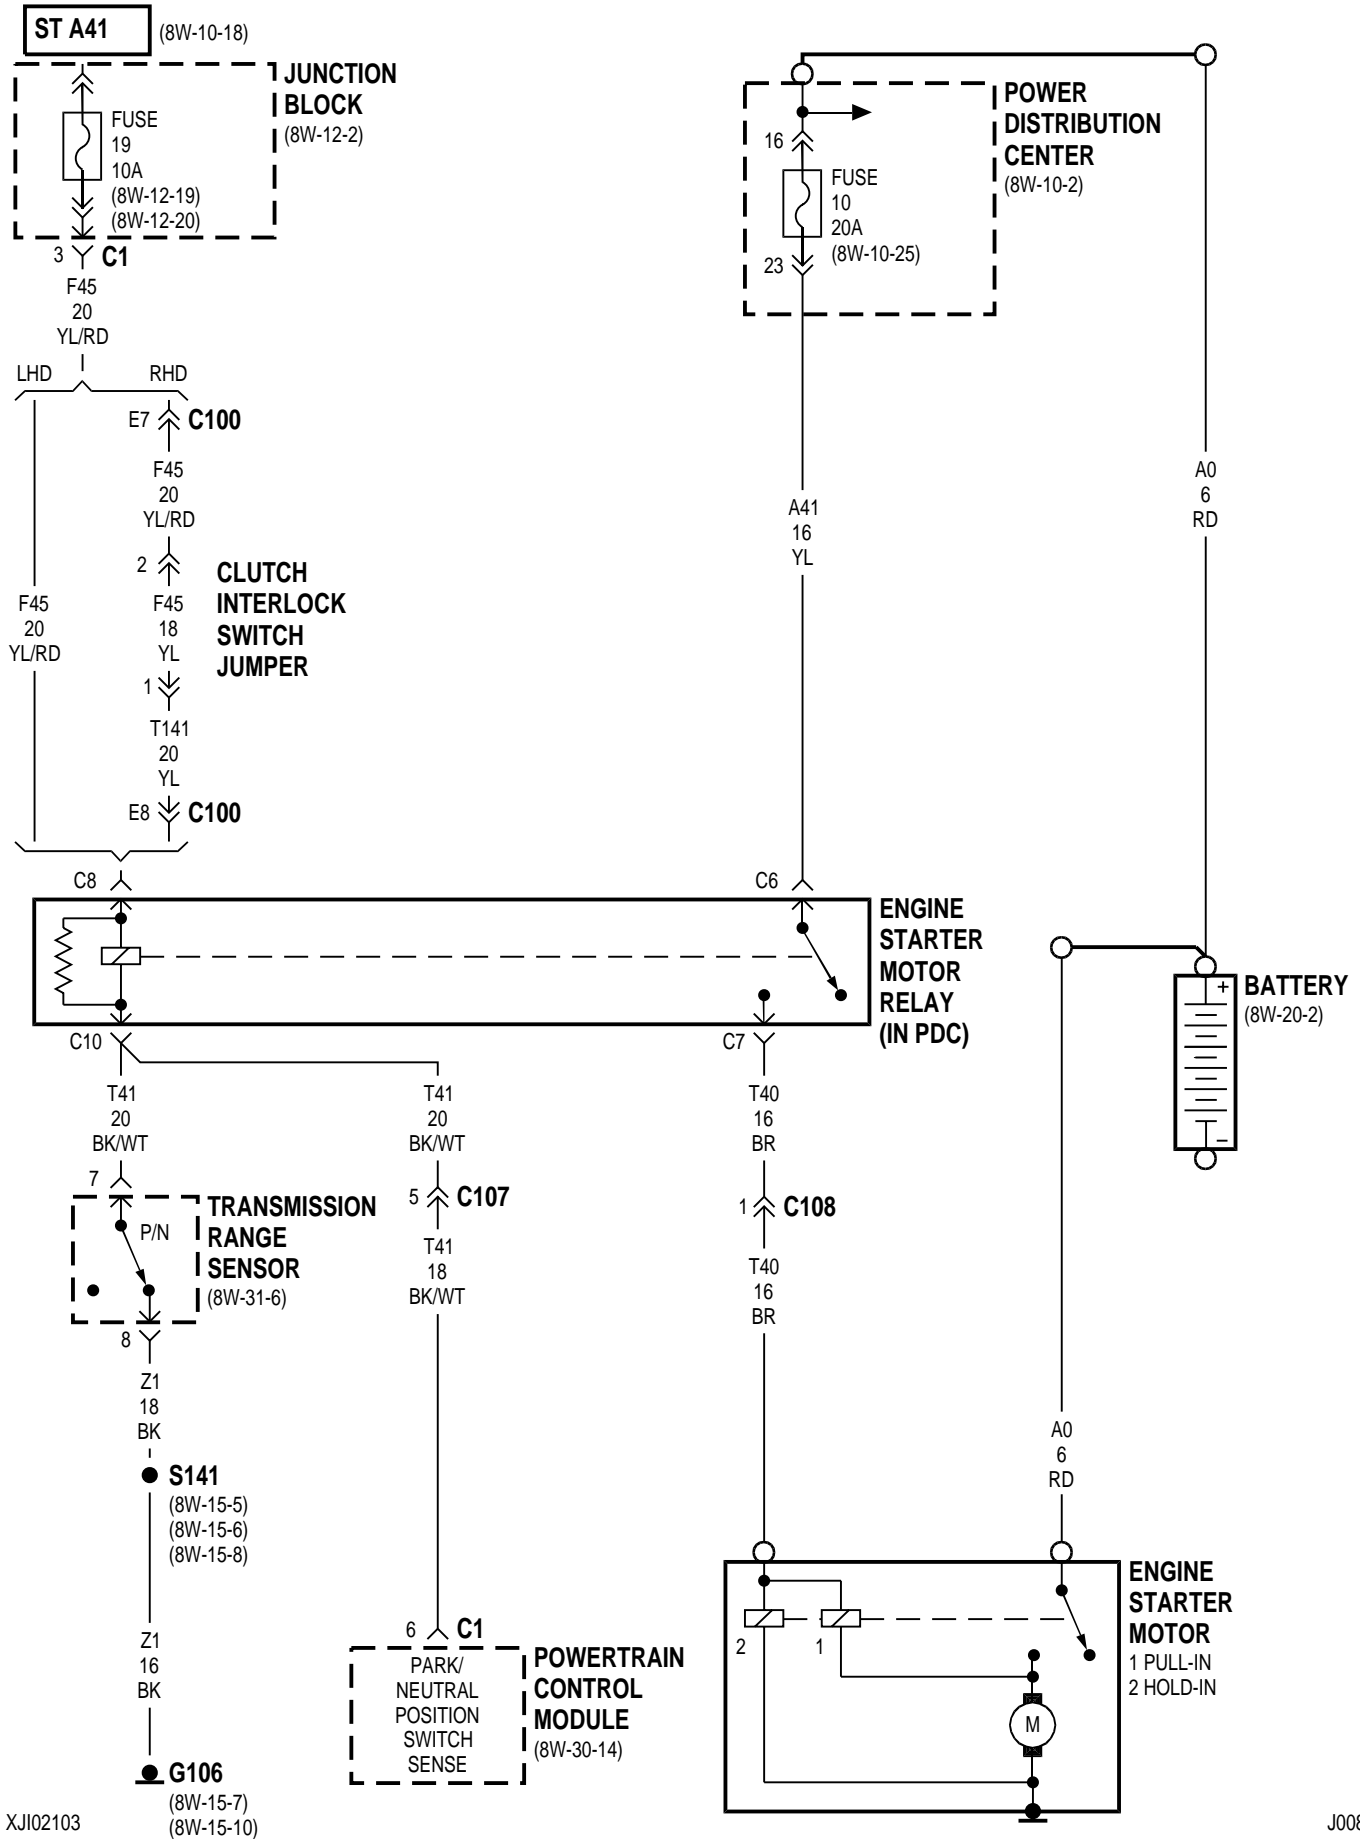 ST A41
(8W-10-18)
JUNCTION
BLOCK
(8W-12-2)
FUSE
19
10A
(8W-12-19)
(8W-12-20)
3
C1
F45
20
YL/RD
LHD
RHD
E7
C100
F45
20
YL/RD
2
CLUTCH
INTERLOCK
SWITCH
JUMPER
F45
20
YL/RD
F45
18
YL
1
T141
20
YL
E8
C100
C8
POWER
DISTRIBUTION
CENTER
(8W-10-2)
16
FUSE
10
20A
(8W-10-25)
23
A41
16
YL
C6
A0
6
RD
ENGINE
STARTER
MOTOR
RELAY
(IN PDC)
BATTERY
(8W-20-2)
+
–
C10
C7
T41
20
BK/WT
T41
20
BK/WT
T40
16
BR
7
TRANSMISSION
RANGE
SENSOR
(8W-31-6)
P/N
8
5
C107
T41
18
BK/WT
1
C108
T40
16
BR
Z1
18
BK
S141
(8W-15-5)
(8W-15-6)
(8W-15-8)
Z1
16
BK
G106
(8W-15-7)
(8W-15-10)
6
C1
PARK/
NEUTRAL
POSITION
SWITCH
SENSE
POWERTRAIN
CONTROL
MODULE
(8W-30-14)
A0
6
RD
ENGINE
STARTER
MOTOR
1 PULL-IN
2 HOLD-IN
2
1
M
XJI02103
J008